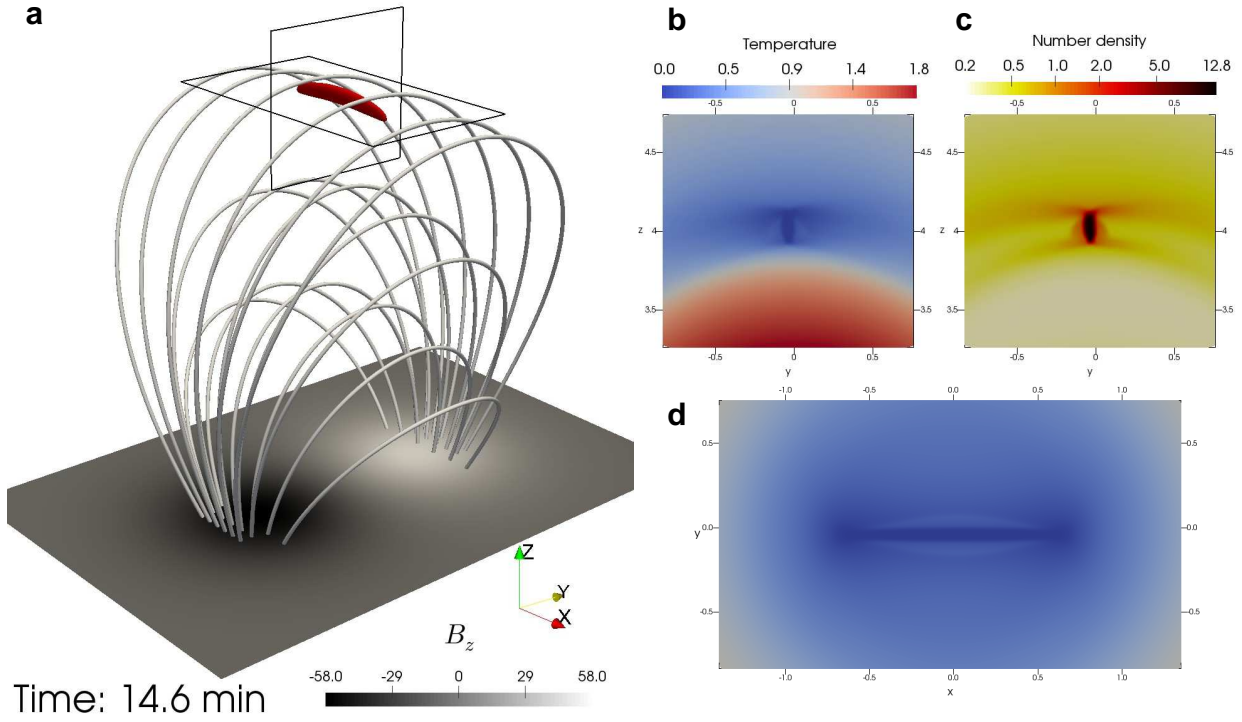 a
Z
Y
X
B_z
-58.0 -29 0 29 58.0
Time: 14.6 min
b
Temperature
0.0 0.5 0.9 1.4 1.8
-0.5 0 0.5
4.5 4.5
z 4 4 z
3.5 3.5
-0.5 0 0.5
y
c
Number density
0.2 0.5 1.0 2.0 5.0 12.8
-0.5 0 0.5
4.5 4.5
z 4 4 z
3.5 3.5
-0.5 0 0.5
y
d
-1.0 -0.5 0.0 0.5 1.0
0.5 0.5
y 0.0 0.0 y
-0.5 -0.5
-1.0 -0.5 0.0 0.5 1.0
x